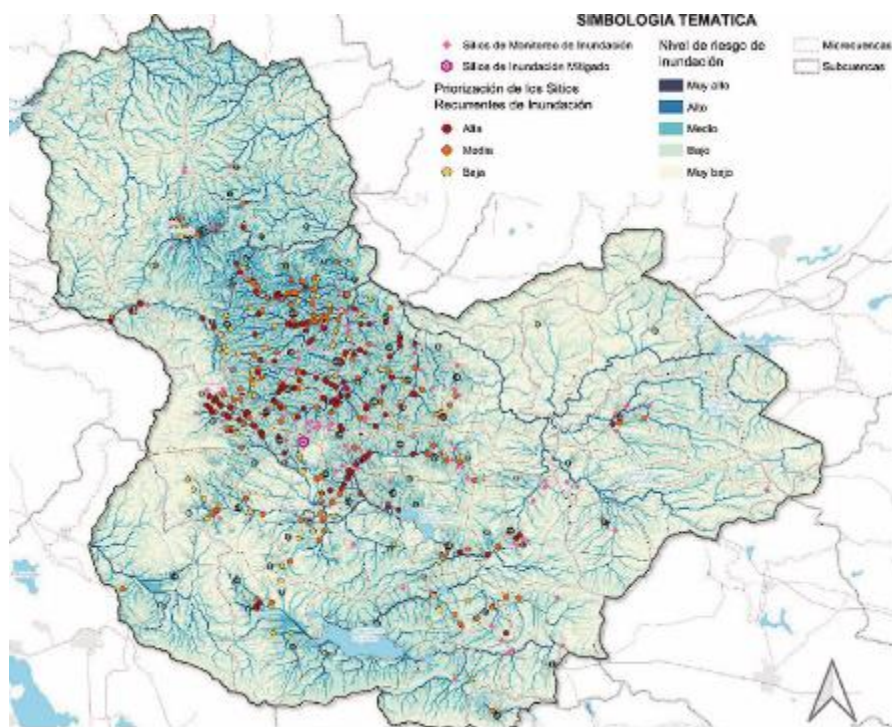 SIMBOLOGIA TEMATICA
Sitios de Monitoreo de Inundación
Sitios de Inundación Mitigado
Priorización de los Sitios
Recurrentes de Inundación
Alta
Media
Baja
Nivel de riesgo de
inundación
Muy alto
Alto
Medio
Bajo
Muy bajo
Microcuencas
Subcuencas